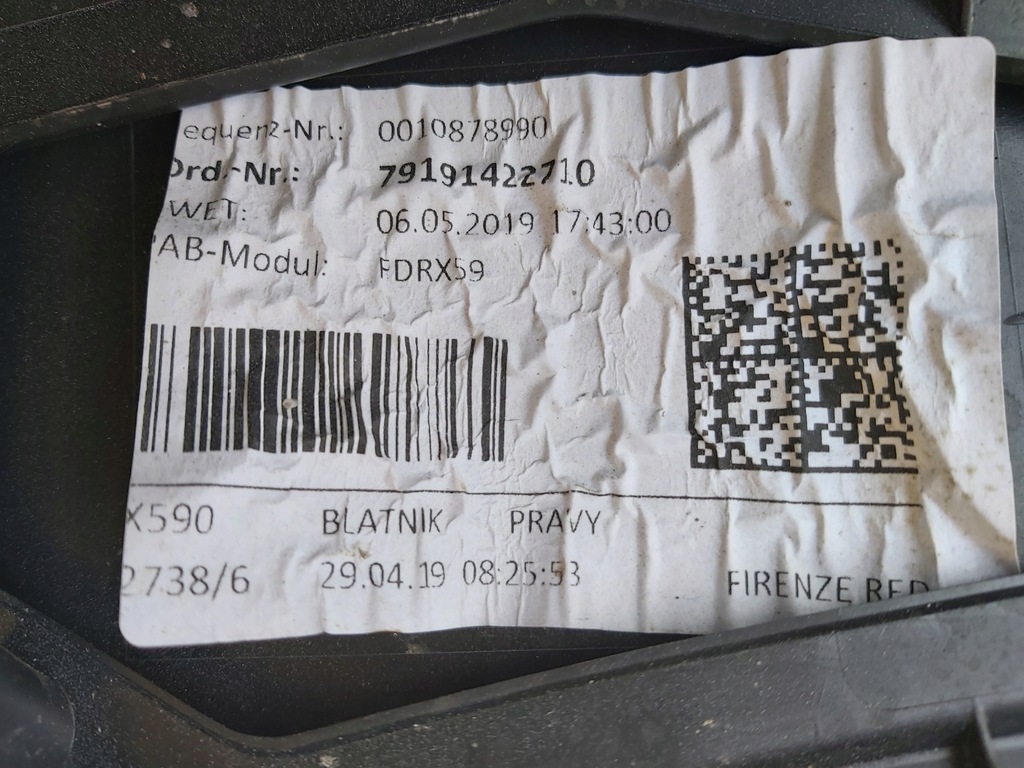 equenz-Nr.: 0010878990
Ord.-Nr.: 79191422710
WET: 06.05.2019 17:43:00
AB-Modul: FDRX59
X590 BLATNIK PRAVY
2738/6 29.04.19 08:25:53 FIRENZE RED